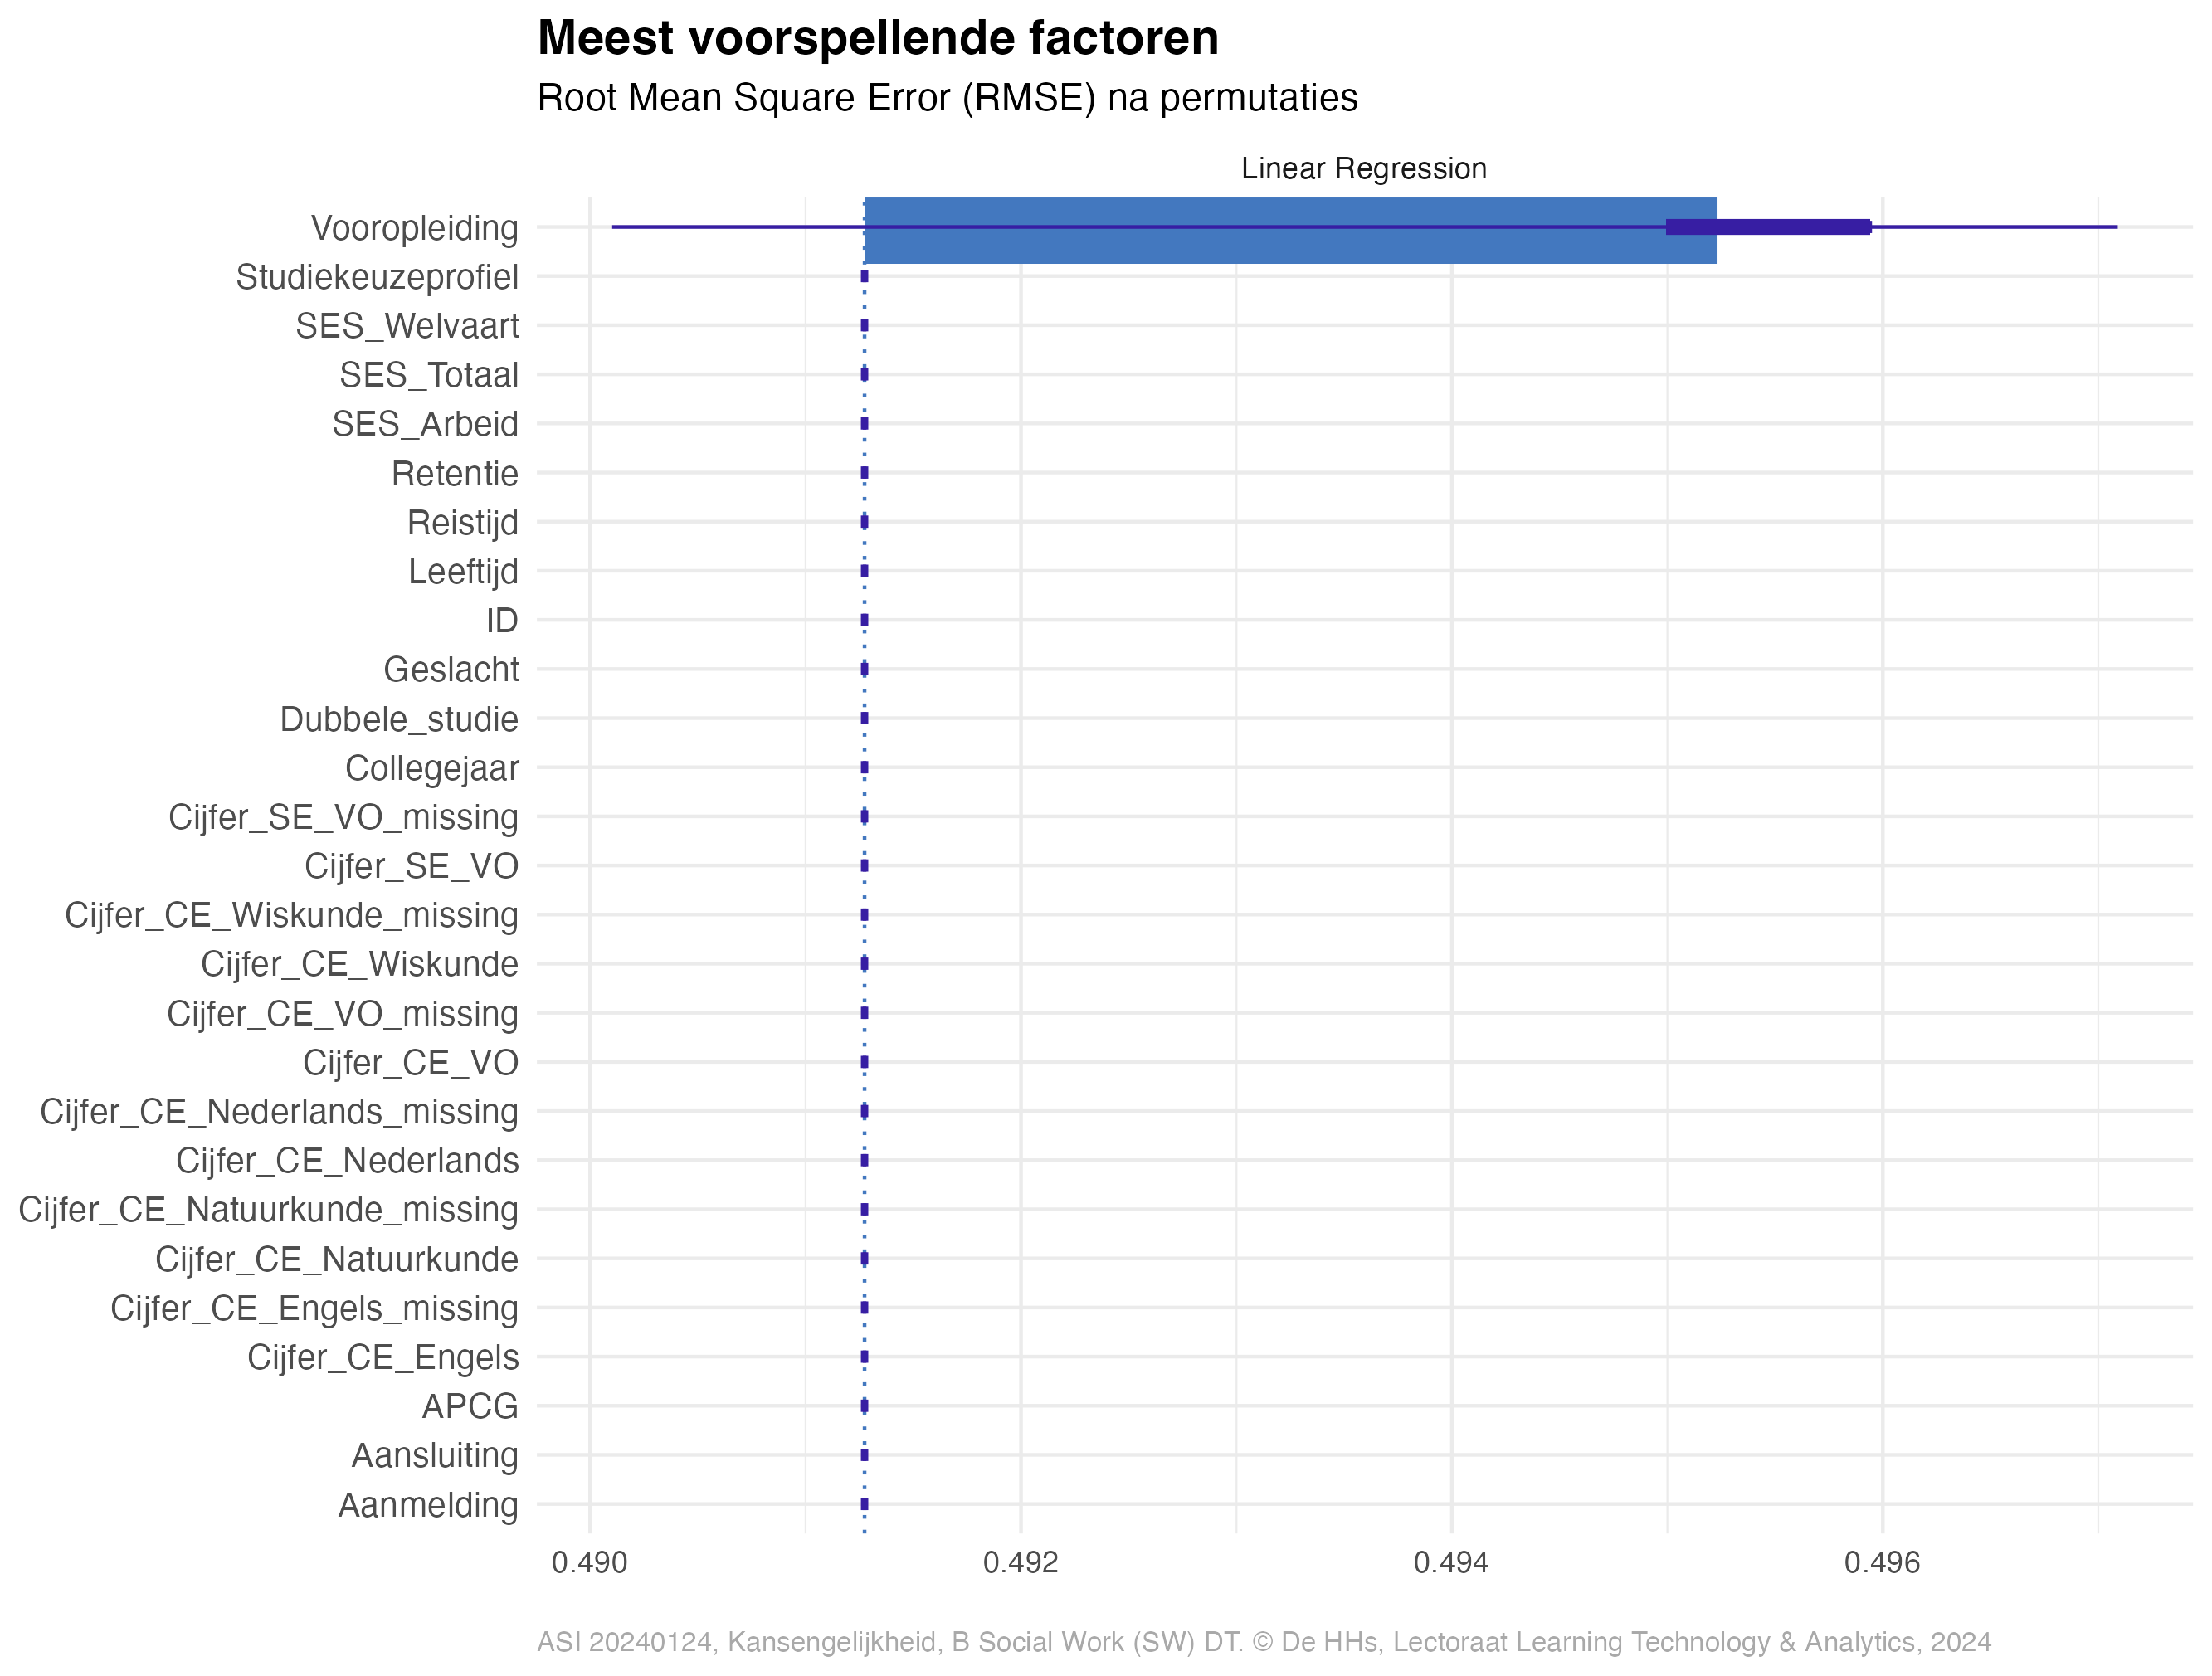 Meest voorspellende factoren
Root Mean Square Error (RMSE) na permutaties
Linear Regression
Vooropleiding
Studiekeuzeprofiel
SES_Welvaart
SES_Totaal
SES_Arbeid
Retentie
Reistijd
Leeftijd
ID
Geslacht
Dubbele_studie
Collegejaar
Cijfer_SE_VO_missing
Cijfer_SE_VO
Cijfer_CE_Wiskunde_missing
Cijfer_CE_Wiskunde
Cijfer_CE_VO_missing
Cijfer_CE_VO
Cijfer_CE_Nederlands_missing
Cijfer_CE_Nederlands
Cijfer_CE_Natuurkunde_missing
Cijfer_CE_Natuurkunde
Cijfer_CE_Engels_missing
Cijfer_CE_Engels
APCG
Aansluiting
Aanmelding
0.490 0.492 0.494 0.496
ASI 20240124, Kansengelijkheid, B Social Work (SW) DT. © De HHs, Lectoraat Learning Technology & Analytics, 2024